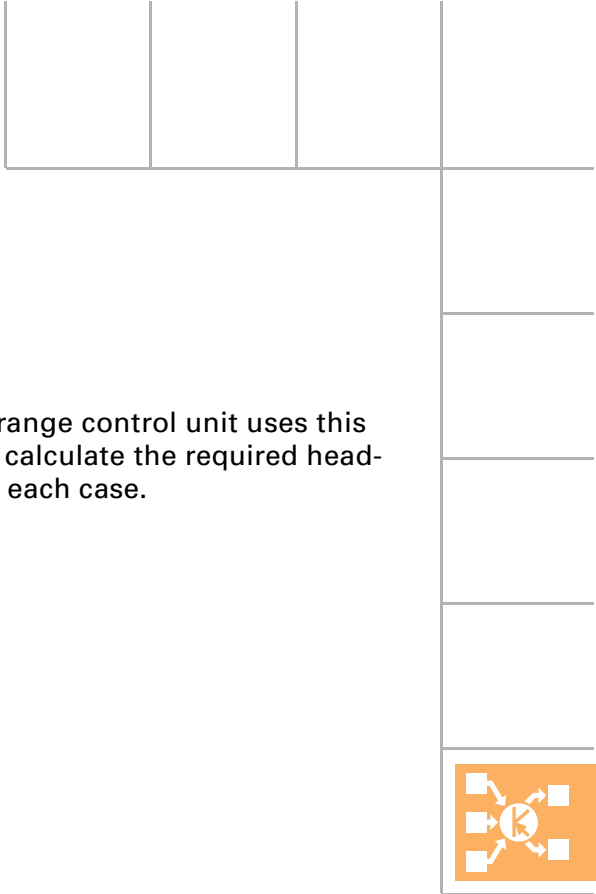 range control unit uses this
calculate the required head-
each case.